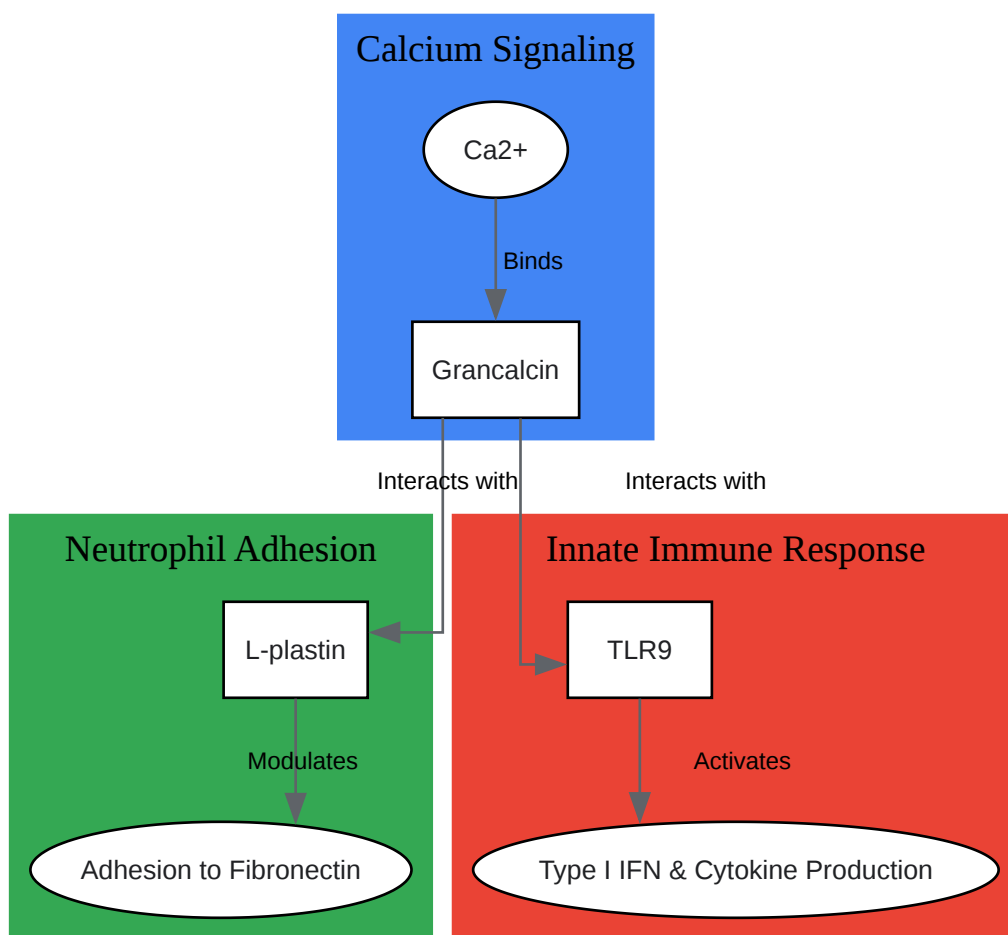 Calcium Signaling
Ca2+
Binds
Grancalcin
Interacts with
Interacts with
Neutrophil Adhesion
Innate Immune Response
L-plastin
TLR9
Modulates
Activates
Adhesion to Fibronectin
Type I IFN & Cytokine Production